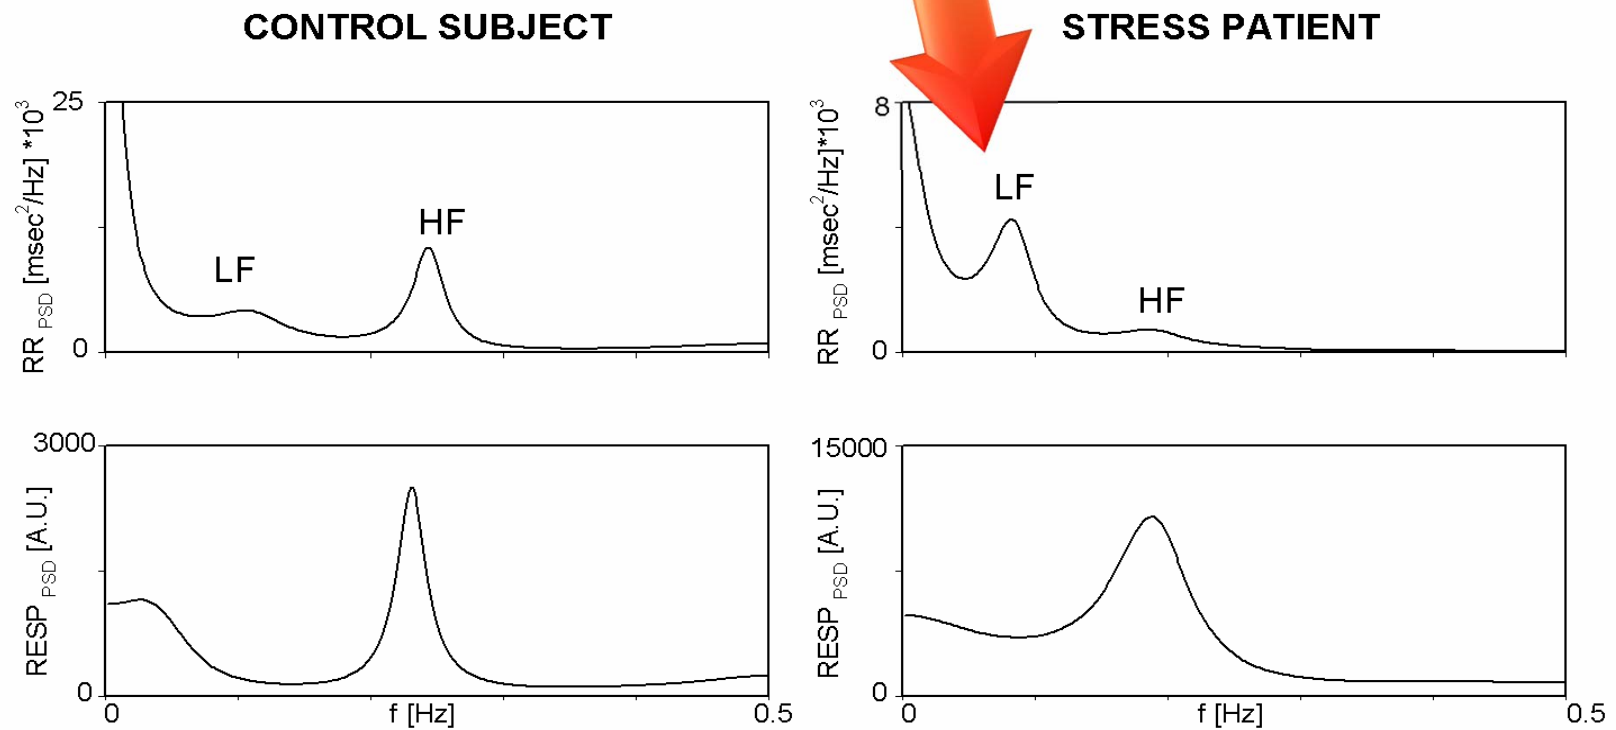 CONTROL SUBJECT
STRESS PATIENT
25
RR PSD [msec²/Hz] *10³
LF
HF
0
8
RR PSD [msec²/Hz]*10³
LF
HF
0
3000
RESP PSD [A.U.]
0
0
f [Hz]
0.5
15000
RESP PSD [A.U.]
0
0
f [Hz]
0.5